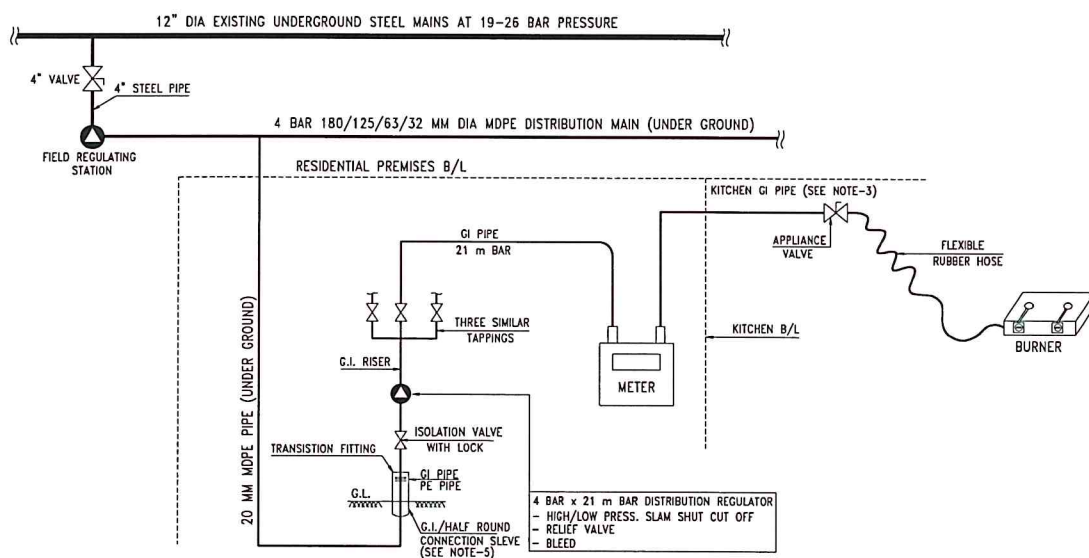 12" DIA EXISTING UNDERGROUND STEEL MAINS AT 19-26 BAR PRESSURE
4" VALVE
4" STEEL PIPE
4 BAR 180/125/63/32 MM DIA MDPE DISTRIBUTION MAIN (UNDER GROUND)
FIELD REGULATING
STATION
RESIDENTIAL PREMISES B/L
KITCHEN GI PIPE (SEE NOTE-3)
GI PIPE
21 m BAR
APPLIANCE
VALVE
FLEXIBLE
RUBBER HOSE
THREE SIMILAR
TAPPINGS
KITCHEN B/L
BURNER
G.I. RISER
METER
20 MM MDPE PIPE (UNDER GROUND)
ISOLATION VALVE
WITH LOCK
TRANSISTION FITTING
GI PIPE
PE PIPE
G.L.
G.I./HALF ROUND
CONNECTION SLEVE
(SEE NOTE-5)
4 BAR x 21 m BAR DISTRIBUTION REGULATOR
- HIGH/LOW PRESS. SLAM SHUT CUT OFF
- RELIEF VALVE
- BLEED